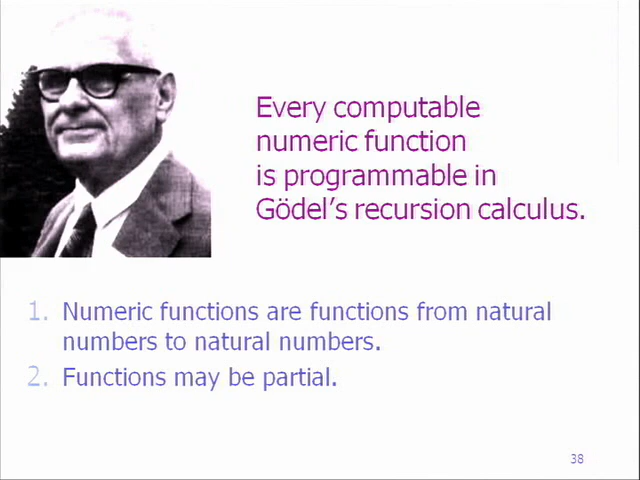 Every computable
numeric function
is programmable in
Gödel's recursion calculus.
1. Numeric functions are functions from natural
numbers to natural numbers.
2. Functions may be partial.
38